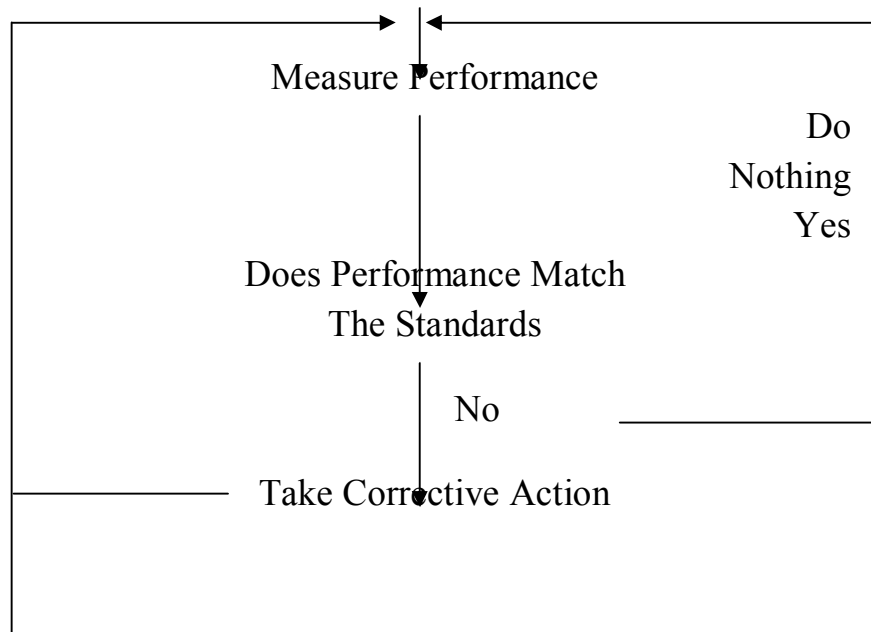 Measure Performance
Do
Nothing
Yes
Does Performance Match
The Standards
No
Take Corrective Action